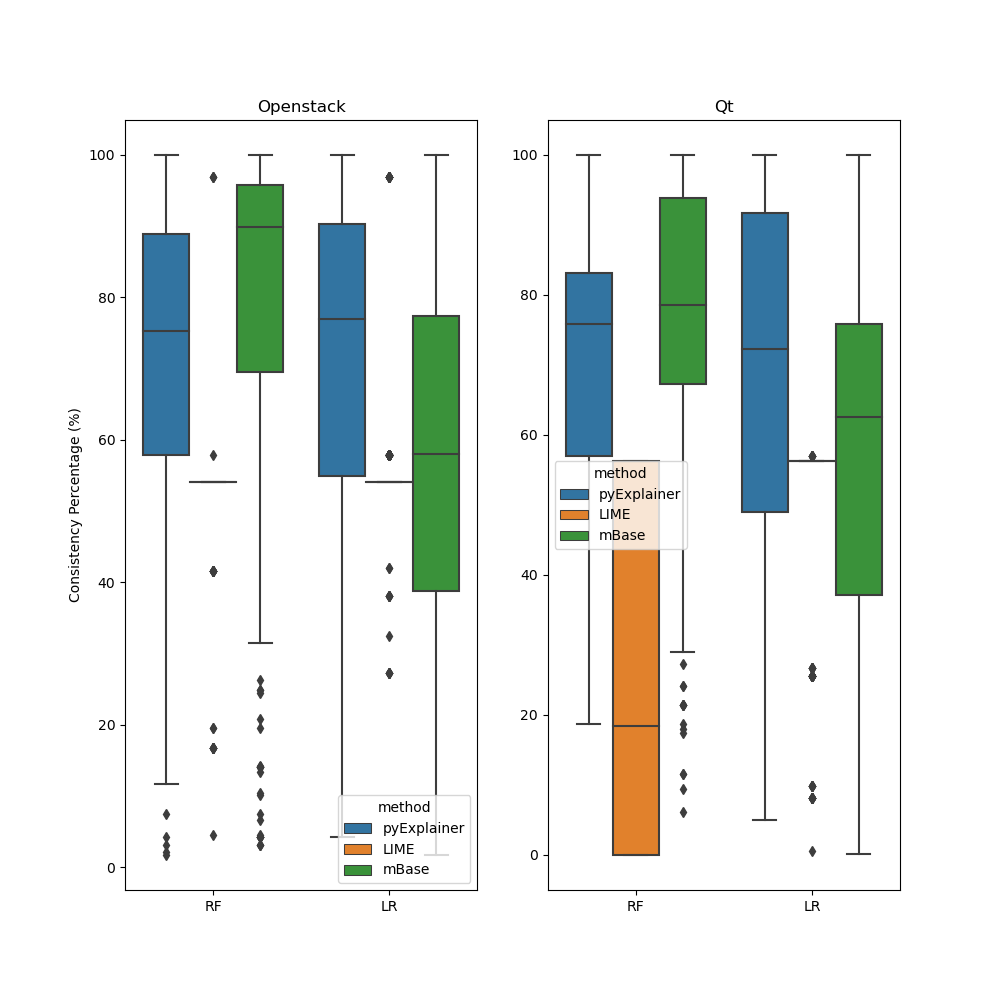 Openstack
Consistency Percentage (%)
100
80
60
40
20
0
RF
LR
method
pyExplainer
LIME
mBase
Qt
100
80
60
40
20
0
RF
LR
method
pyExplainer
LIME
mBase